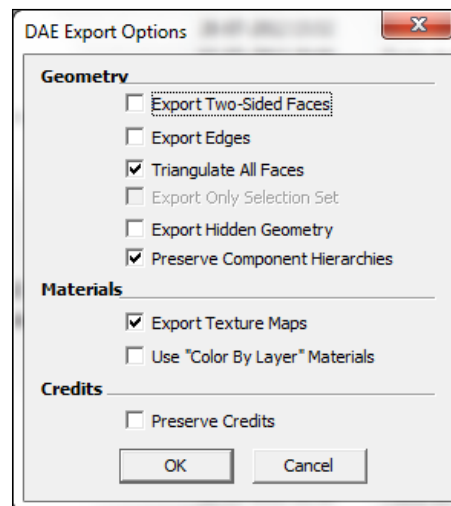 DAE Export Options
Geometry
Export Two-Sided Faces
Export Edges
Triangulate All Faces
Export Only Selection Set
Export Hidden Geometry
Preserve Component Hierarchies
Materials
Export Texture Maps
Use "Color By Layer" Materials
Credits
Preserve Credits
OK Cancel